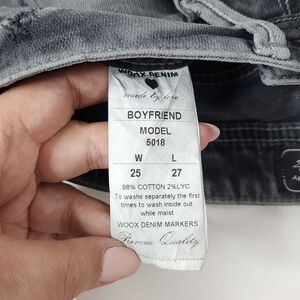 WOOX DENIM
made by love
BOYFRIEND
MODEL
5018
W L
25 27
98% COTTON 2%LYC
To washs separately the first
times to wash inside out
while maist
WOOX DENIM MARKERS
Quality